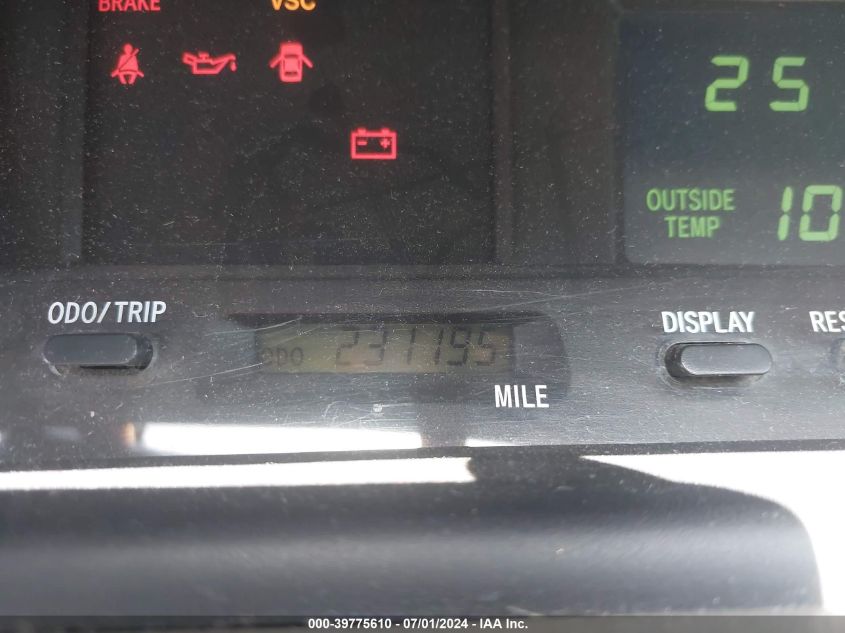 BRAKE VSC
25
OUTSIDE
TEMP 10
ODO/TRIP
DISPLAY
ODO 231195
MILE
000-39775610 - 07/01/2024 - IAA Inc.